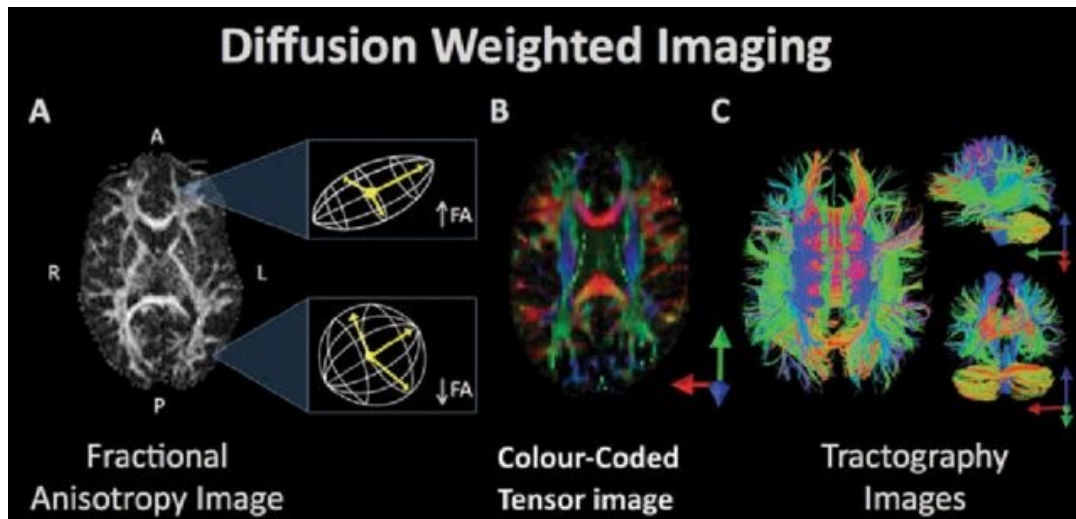 Diffusion Weighted Imaging
A
B
C
A
R
L
P
↑FA
↓FA
Fractional
Anisotropy Image
Colour-Coded
Tensor image
Tractography
Images